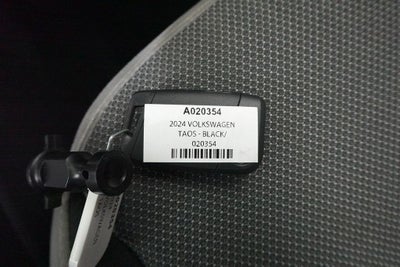 A020354
2024 VOLKSWAGEN
TAOS - BLACK/
020354